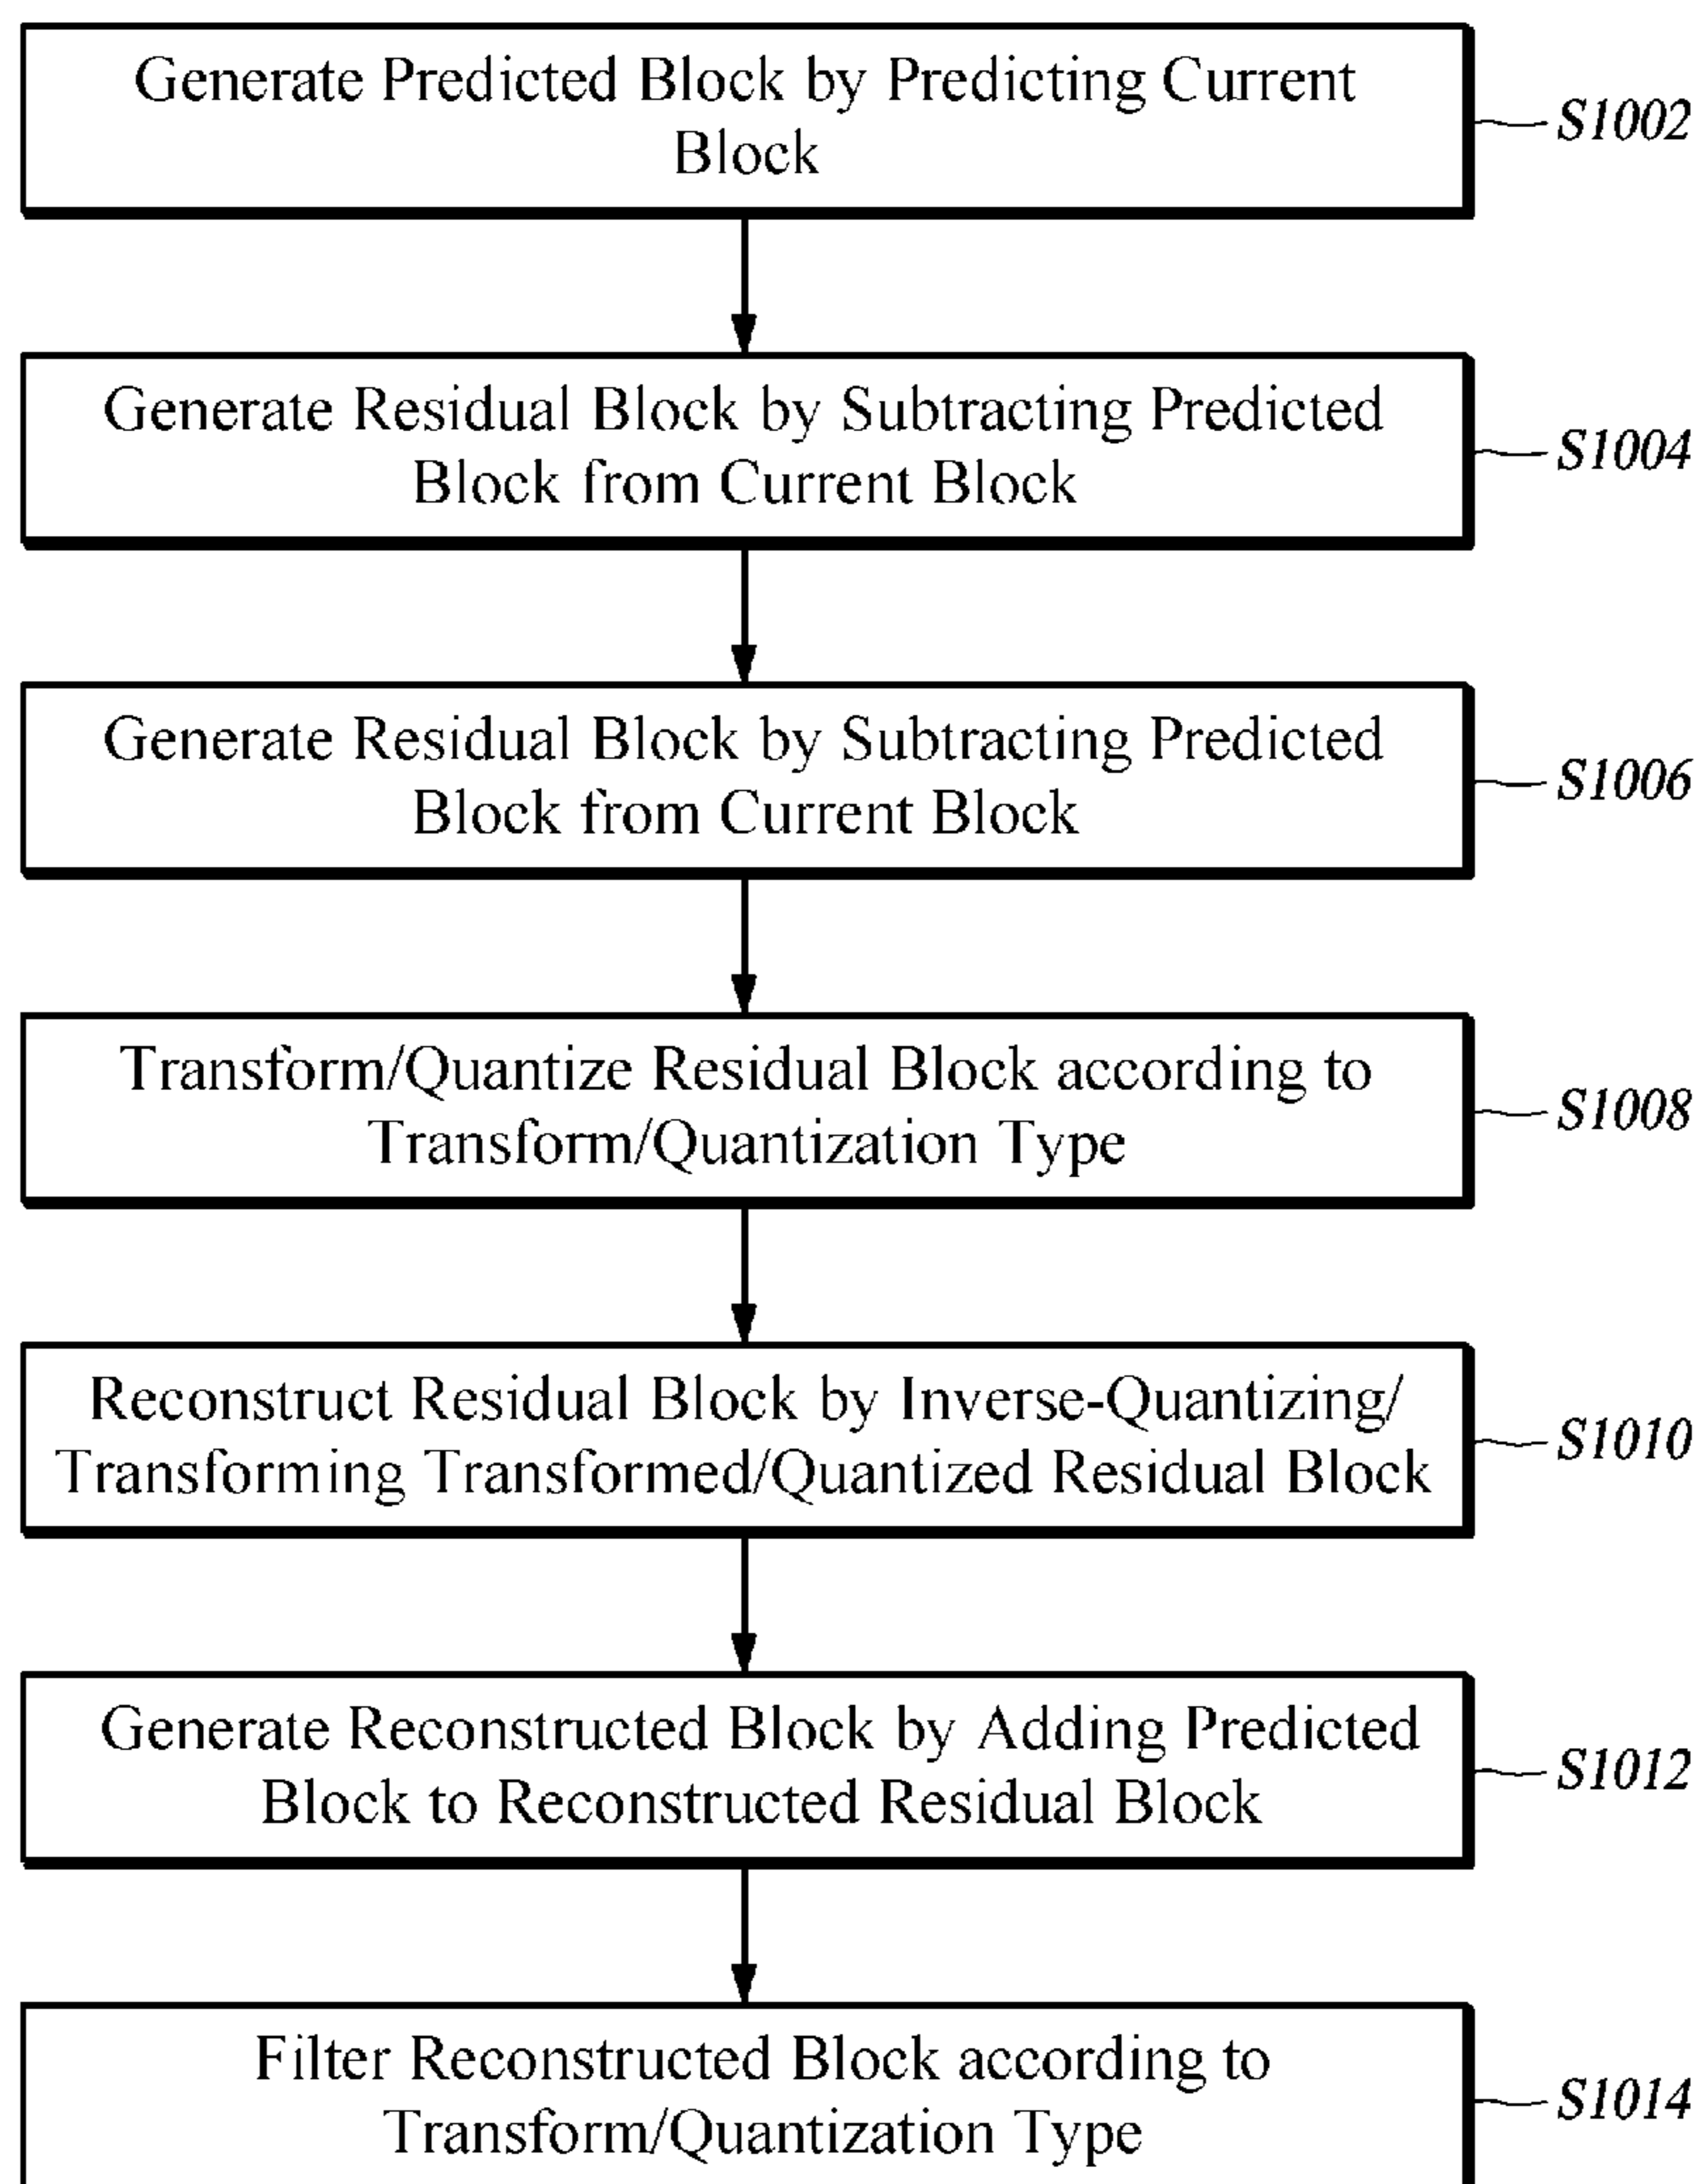 Generate Predicted Block by Predicting Current
Block
S1002
Generate Residual Block by Subtracting Predicted
Block from Current Block
S1004
Generate Residual Block by Subtracting Predicted
Block from Current Block
S1006
Transform/Quantize Residual Block according to
Transform/Quantization Type
S1008
Reconstruct Residual Block by Inverse-Quantizing/
Transforming Transformed/Quantized Residual Block
S1010
Generate Reconstructed Block by Adding Predicted
Block to Reconstructed Residual Block
S1012
Filter Reconstructed Block according to
Transform/Quantization Type
S1014